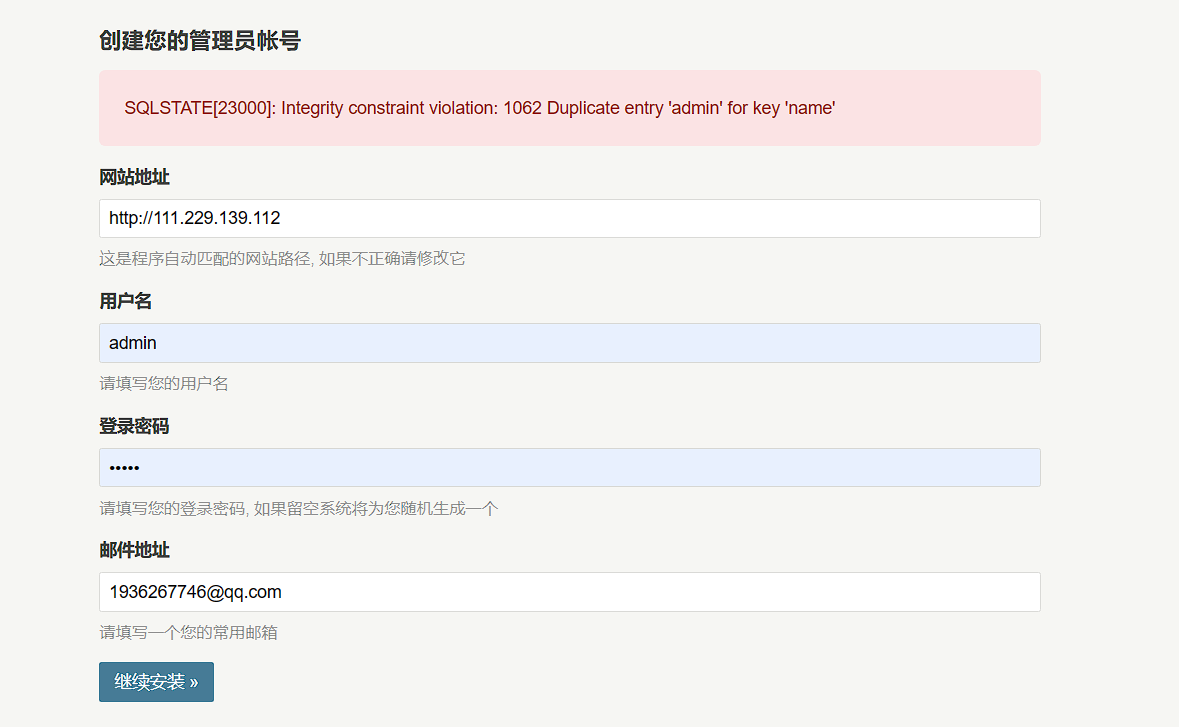 创建您的管理员帐号
SQLSTATE[23000]: Integrity constraint violation: 1062 Duplicate entry 'admin' for key 'name'
网站地址
http://111.229.139.112
这是程序自动匹配的网站路径, 如果不正确请修改它
用户名
admin
请填写您的用户名
登录密码
•••••
请填写您的登录密码, 如果留空系统将为您随机生成一个
邮件地址
1936267746@qq.com
请填写一个您的常用邮箱
继续安装 »